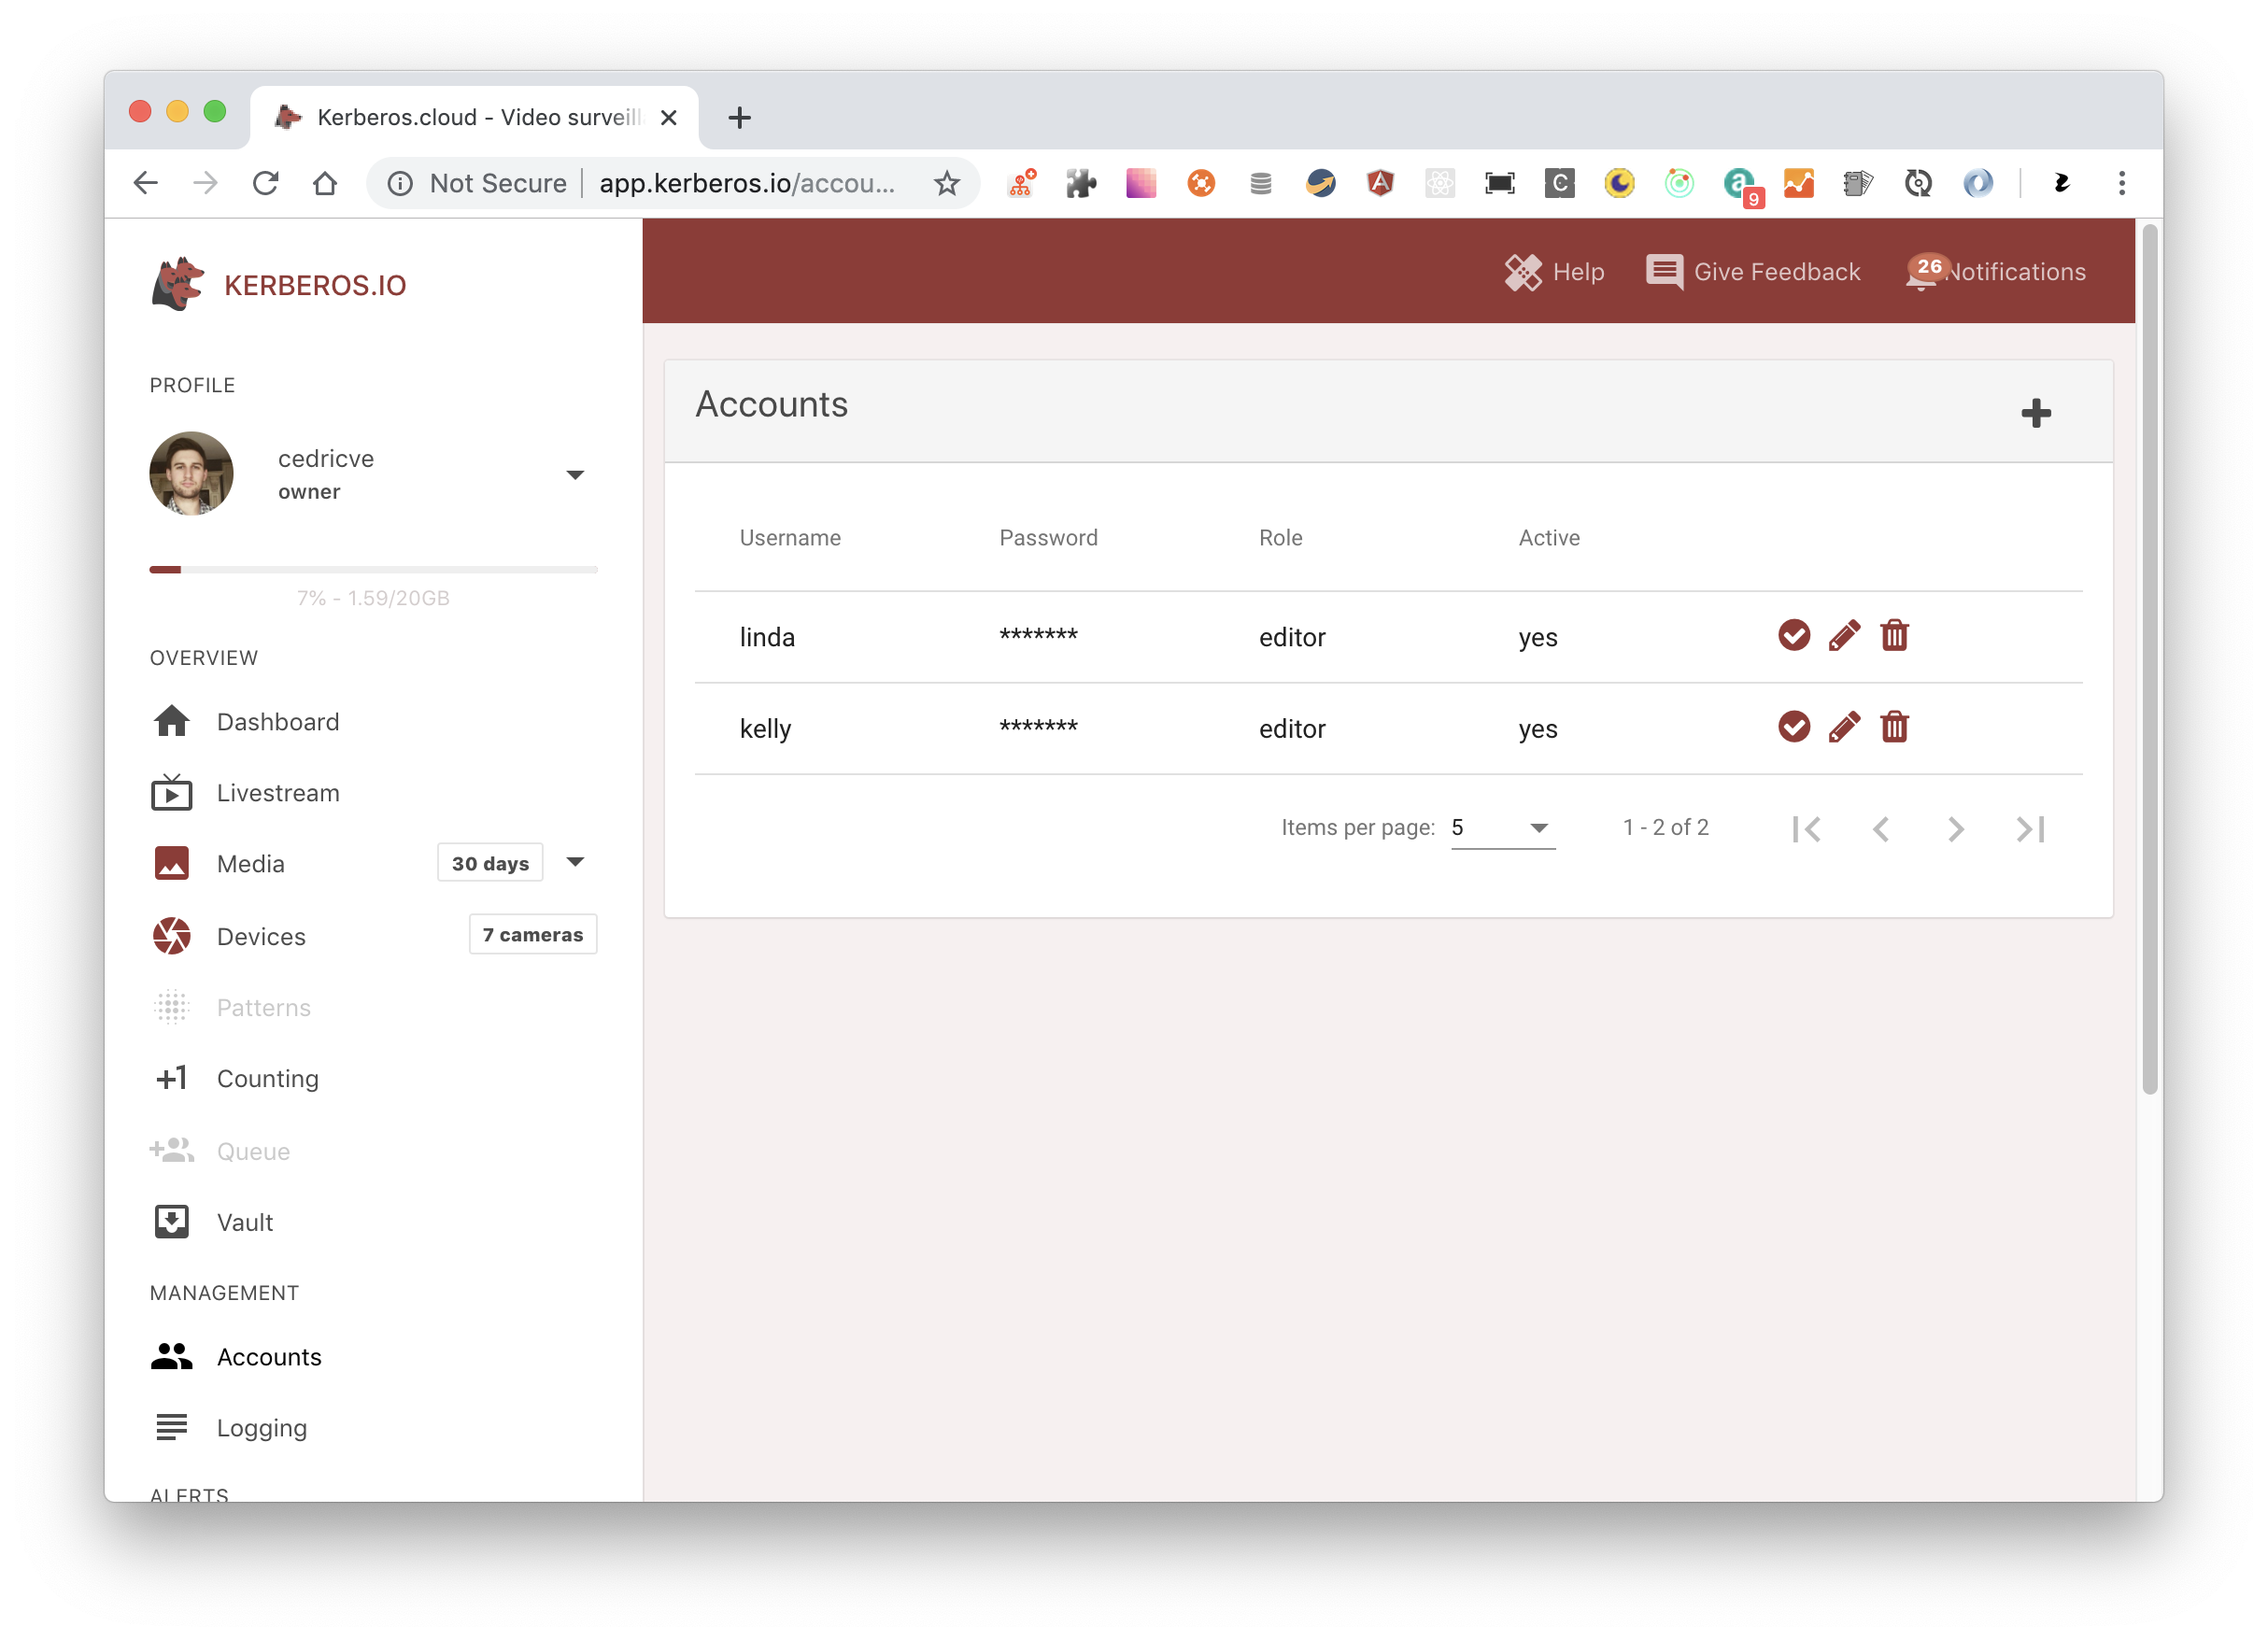 Kerberos.cloud - Video surveill
Not Secure
app.kerberos.io/accou...
9
KERBEROS.IO
Help
Give Feedback
26
Notifications
PROFILE
cedricve
owner
7% - 1.59/20GB
OVERVIEW
Dashboard
Livestream
Media
30 days
Devices
7 cameras
Patterns
+1
Counting
Queue
Vault
MANAGEMENT
Accounts
Logging
ALERTS
Accounts
Username Password Role Active
linda ******* editor yes
kelly ******* editor yes
Items per page: 5 1 - 2 of 2